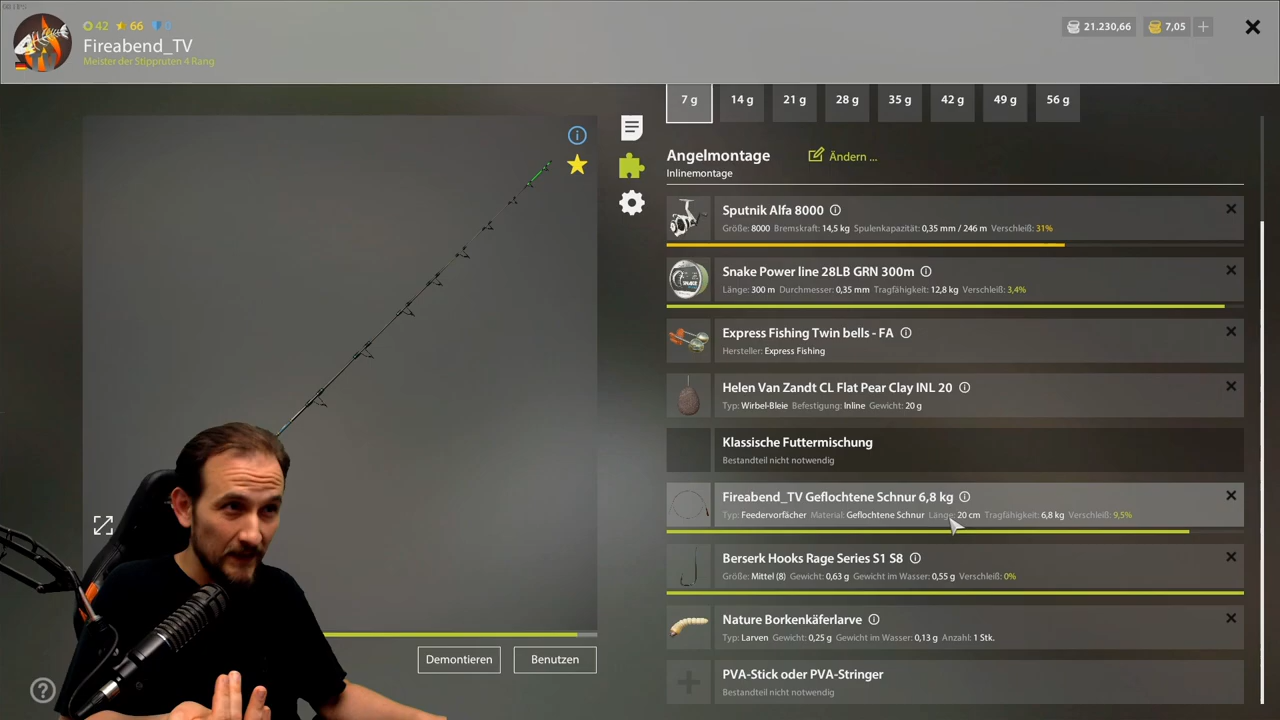 42 66 0
Fireabend_TV
Meister der Stippruten 4 Rang
21.230,66 7,05
7 g 14 g 21 g 28 g 35 g 42 g 49 g 56 g
Angelmontage Ändern ...
Inlinemontage
Sputnik Alfa 8000
Größe: 8000 Bremskraft: 14,5 kg Spulenkapazität: 0,35 mm / 246 m Verschleiß: 31%
Snake Power line 28LB GRN 300m
Länge: 300 m Durchmesser: 0,35 mm Tragfähigkeit: 12,8 kg Verschleiß: 3,4%
Express Fishing Twin bells - FA
Hersteller: Express Fishing
Helen Van Zandt CL Flat Pear Clay INL 20
Typ: Wirbel-Bleie Befestigung: Inline Gewicht: 20 g
Klassische Futtermischung
Bestandteil nicht notwendig
Fireabend_TV Geflochtene Schnur 6,8 kg
Typ: Feedervorfächer Material: Geflochtene Schnur Länge: 20 cm Tragfähigkeit: 6,8 kg Verschleiß: 9,5%
Berserk Hooks Rage Series S1 S8
Größe: Mittel (8) Gewicht: 0,63 g Gewicht im Wasser: 0,55 g Verschleiß: 0%
Nature Borkenkäferlarve
Typ: Larven Gewicht: 0,25 g Gewicht im Wasser: 0,13 g Anzahl: 1 Stk.
PVA-Stick oder PVA-Stringer
Bestandteil nicht notwendig
Demontieren Benutzen